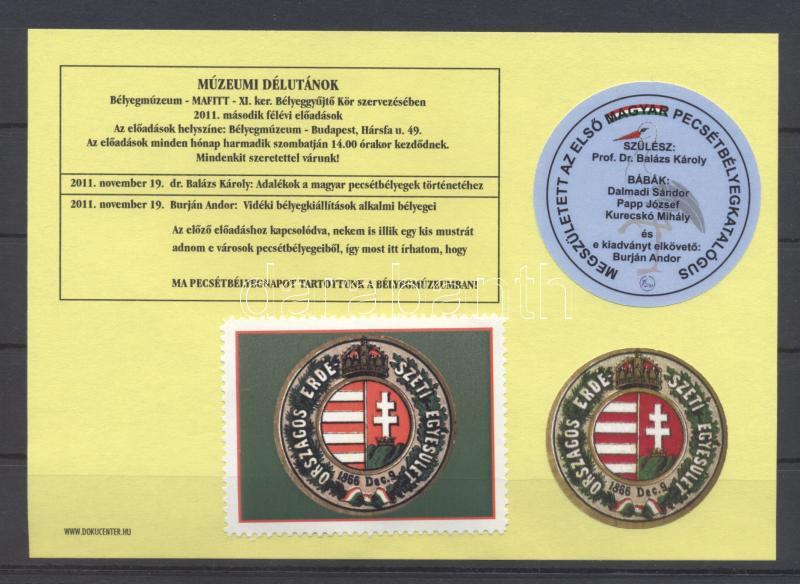 MÚZEUMI DÉLUTÁNOK
Bélyegmúzeum - MAFITT - XI. ker. Bélyeggyűjtő Kör szervezésében
2011. második félévi előadások
Az előadások helyszíne: Bélyegmúzeum - Budapest, Hársfa u. 49.
Az előadások minden hónap harmadik szombatján 14.00 órakor kezdődnek.
Mindenkit szeretettel várunk!
2011. november 19. dr. Balázs Károly: Adalékok a magyar pecsétbélyegek történetéhez
2011. november 19. Burján Andor: Vidéki bélyegkiállítások alkalmi bélyegei
Az előző előadáshoz kapcsolódva, nekem is illik egy kis mustrát
adnom e városok pecsétbélyegeiből, így most itt írhatom, hogy
MA PECSÉTBÉLYEGNAPOT TARTOTTUNK A BÉLYEGMÚZEUMBAN!
MEGSZÜLETETT AZ ELSŐ MAGYAR PECSÉTBÉLYEGKATALÓGUS
SZÜLÉSZ:
Prof. Dr. Balázs Károly
BÁBÁK:
Dalmadi Sándor
Papp József
Kurecskó Mihály
és
e kiadványt elkövető:
Burján Andor
darabanth
ORSZÁGOS ERDÉSZETI EGYESÜLET
1866 Dec. 9.
ORSZÁGOS ERDÉSZETI EGYESÜLET
1866 Dec. 9.
WWW.DOKUCENTER.HU